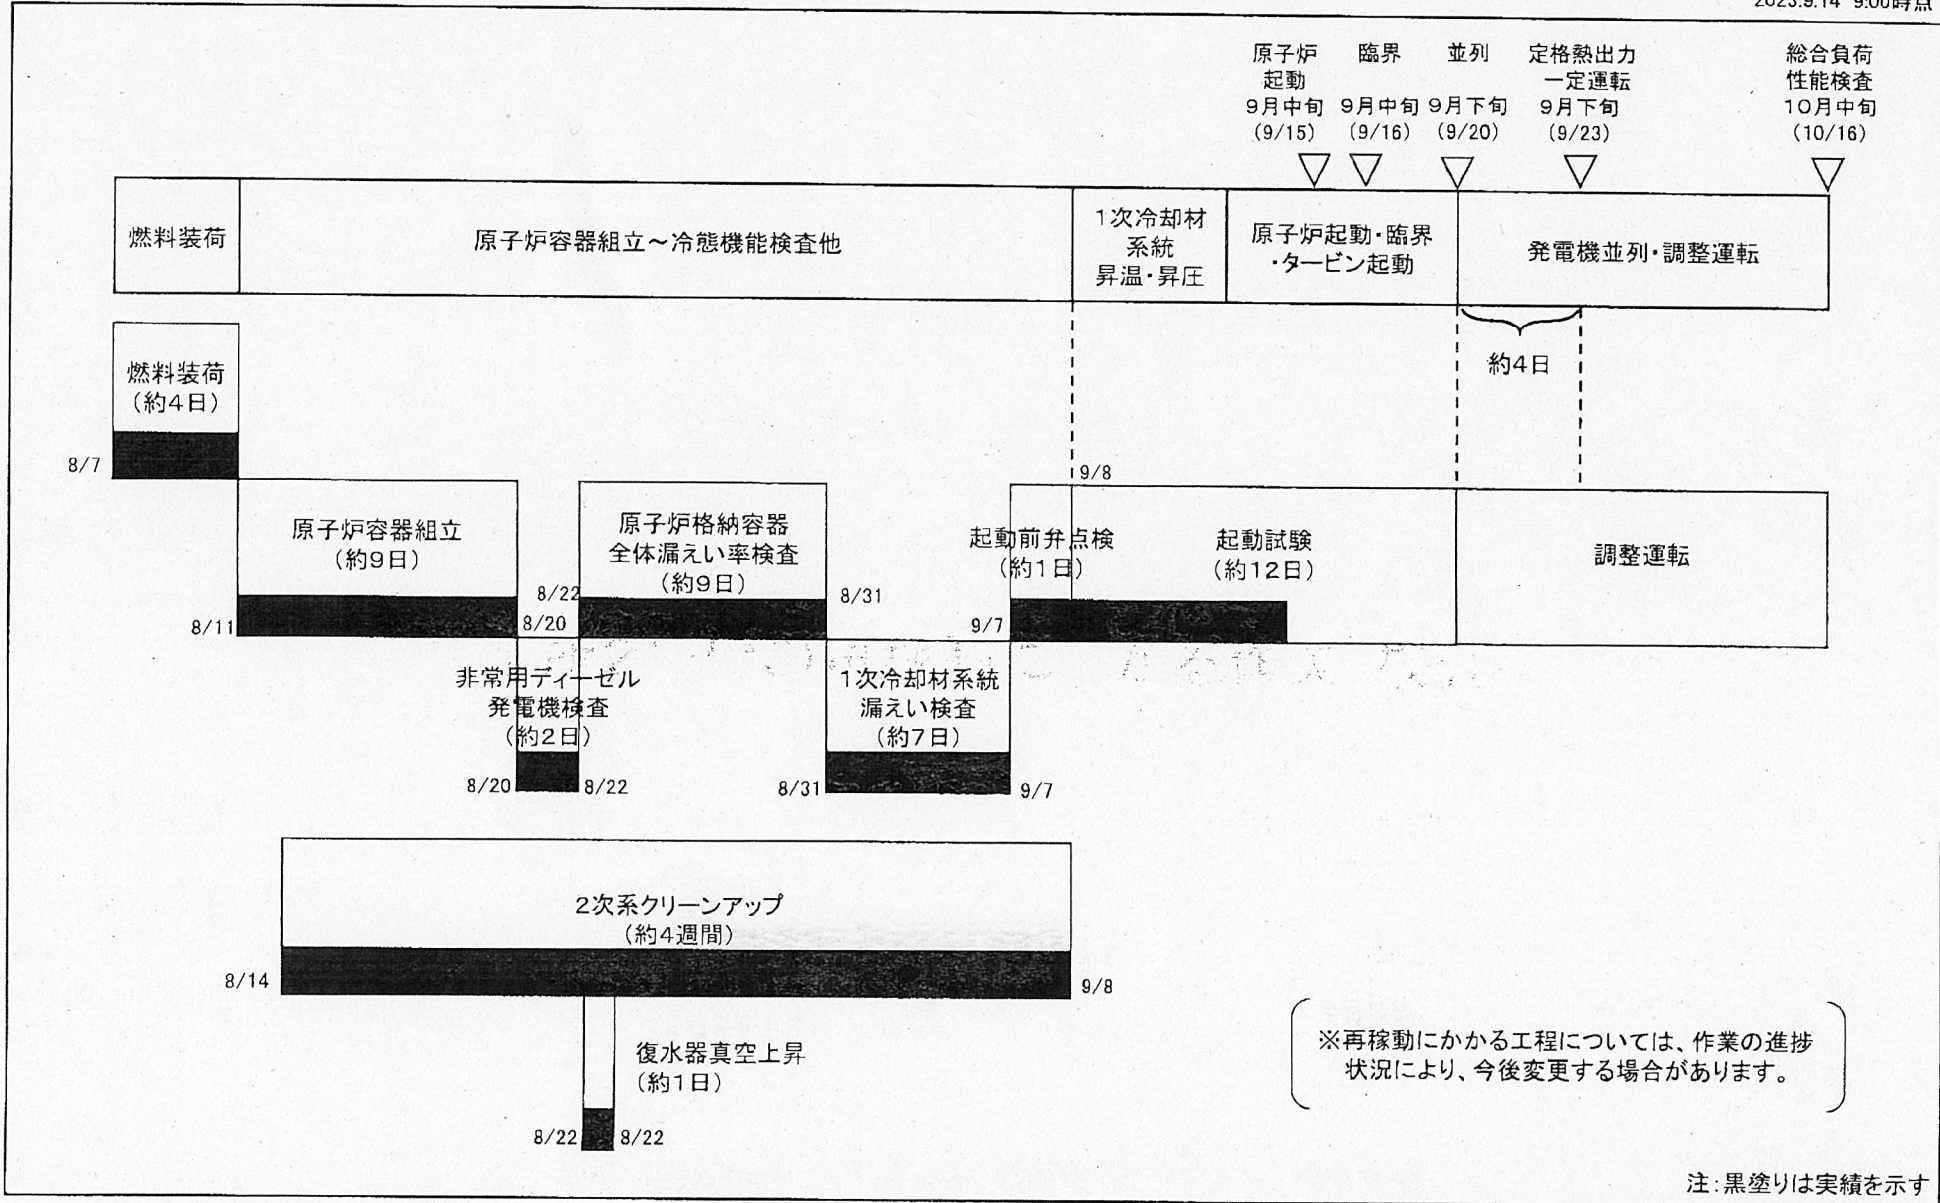 2023.9.14 9:00時点
原子炉
起動
9月中旬
(9/15)
臨界
9月中旬
(9/16)
並列
9月下旬
(9/20)
定格熱出力
一定運転
9月下旬
(9/23)
総合負荷
性能検査
10月中旬
(10/16)
燃料装荷
原子炉容器組立～冷態機能検査他
1次冷却材
系統
昇温・昇圧
原子炉起動・臨界
・タービン起動
発電機並列・調整運転
約4日
燃料装荷
(約4日)
8/7
9/8
原子炉容器組立
(約9日)
8/11
8/20
原子炉格納容器
全体漏えい率検査
(約9日)
8/22
8/31
起動前弁点検
(約1日)
9/7
起動試験
(約12日)
調整運転
非常用ディーゼル
発電機検査
(約2日)
8/20
8/22
1次冷却材系統
漏えい検査
(約7日)
8/31
9/7
2次系クリーンアップ
(約4週間)
8/14
9/8
復水器真空上昇
(約1日)
8/22
8/22
※再稼動にかかる工程については、作業の進捗
状況により、今後変更する場合があります。
注:黒塗りは実績を示す